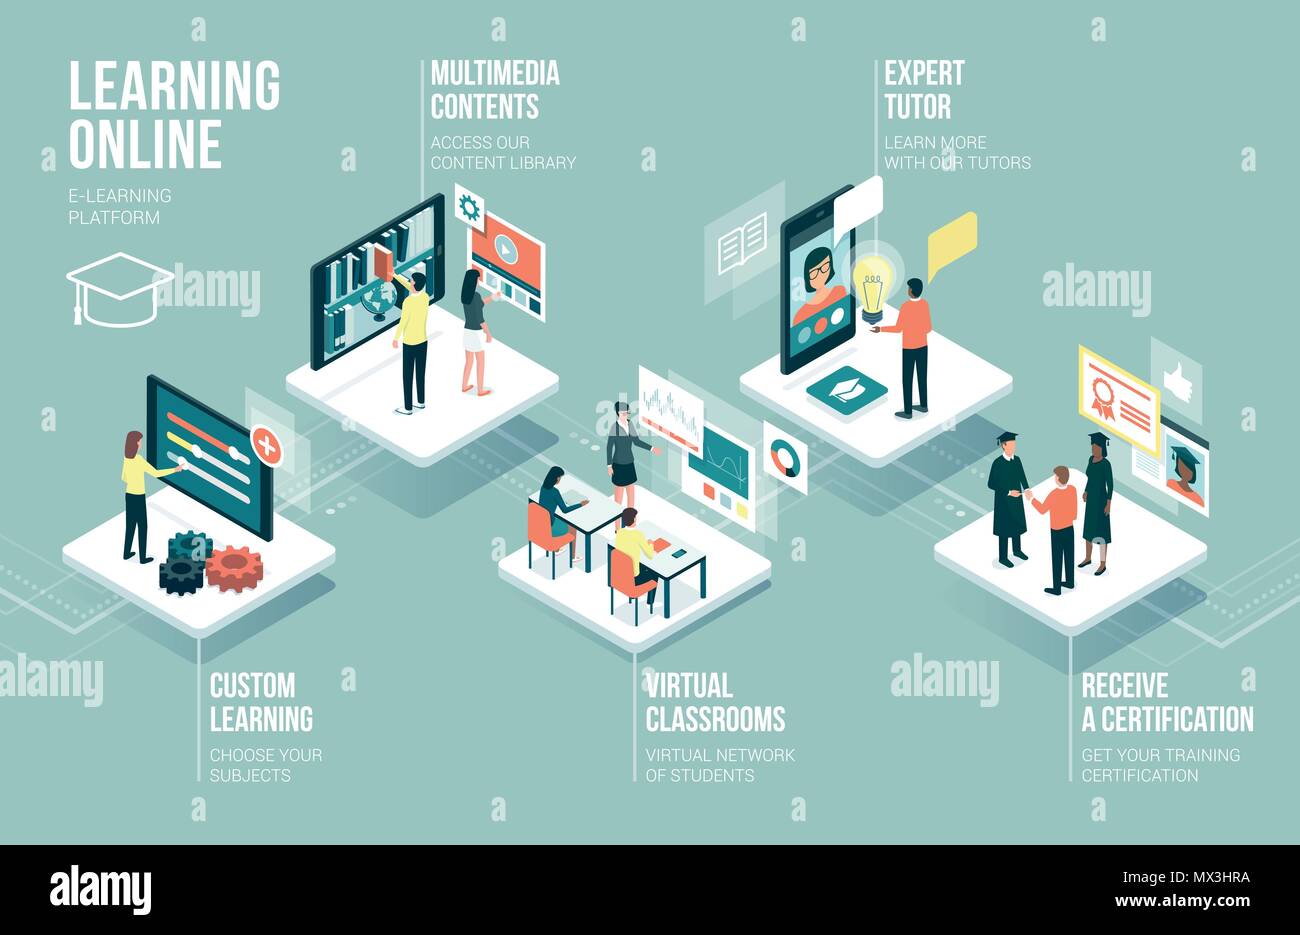 LEARNING
ONLINE
E-LEARNING
PLATFORM
MULTIMEDIA
CONTENTS
ACCESS OUR
CONTENT LIBRARY
EXPERT
TUTOR
LEARN MORE
WITH OUR TUTORS
CUSTOM
LEARNING
CHOOSE YOUR
SUBJECTS
VIRTUAL
CLASSROOMS
VIRTUAL NETWORK
OF STUDENTS
RECEIVE
A CERTIFICATION
GET YOUR TRAINING
CERTIFICATION
alamy
alamy
alamy
alamy
alamy
alamy
a
alamy
Image ID: MX3HRA
www.alamy.com